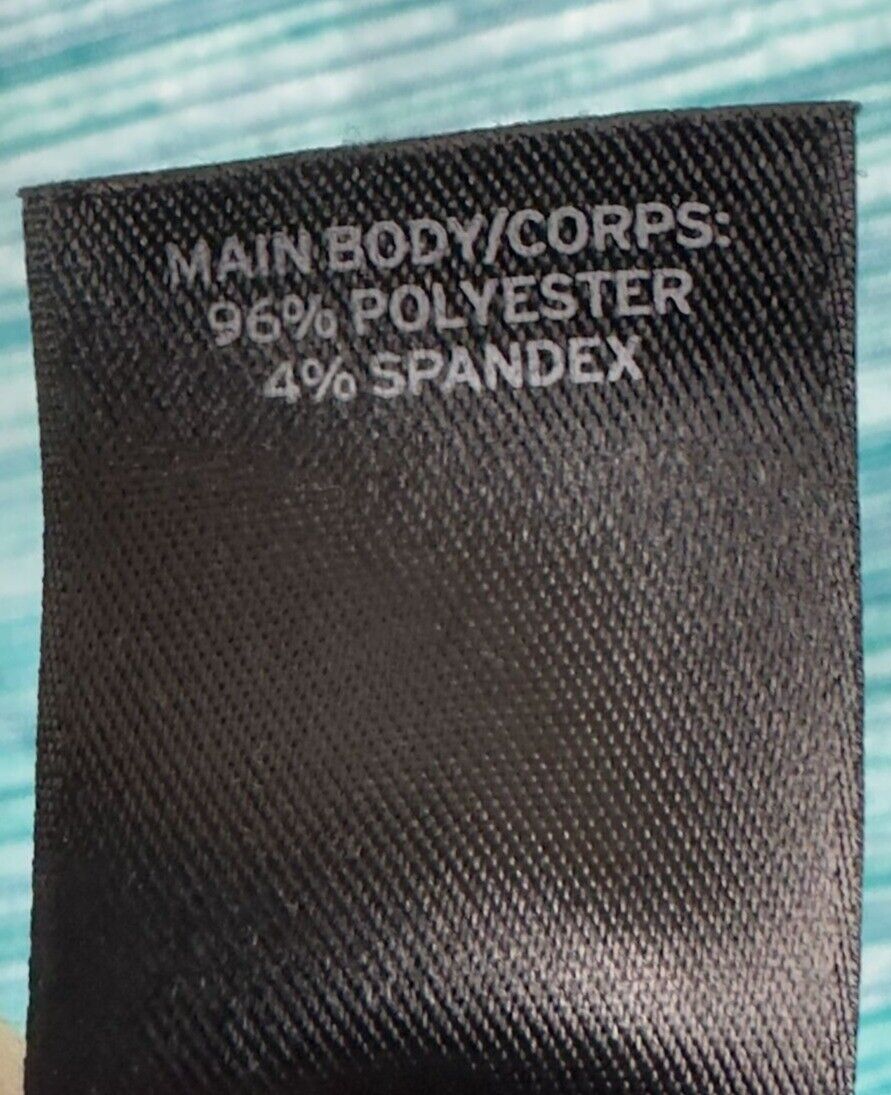 MAIN BODY/CORPS:
96% POLYESTER
4% SPANDEX